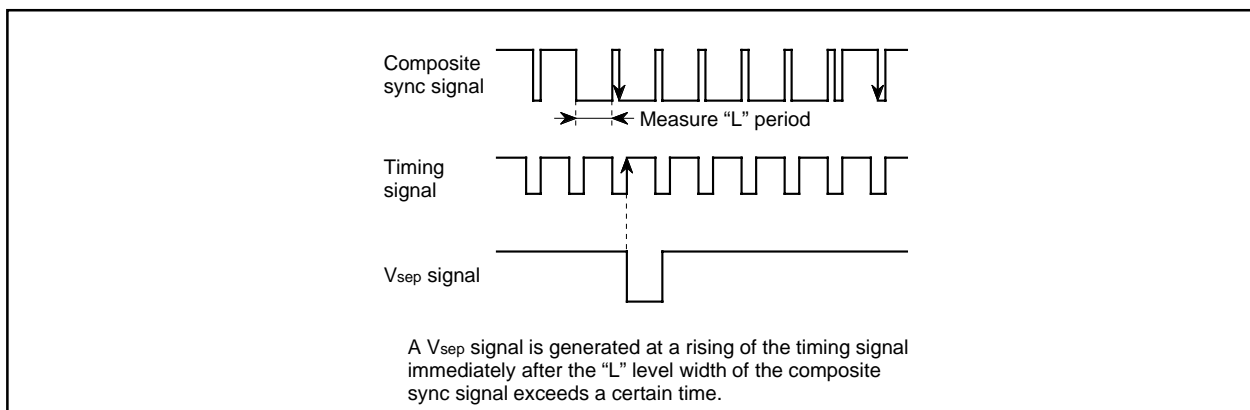 Composite
sync signal
Measure “L” period
Timing
signal
Vsep signal
A Vsep signal is generated at a rising of the timing signal
immediately after the “L” level width of the composite
sync signal exceeds a certain time.